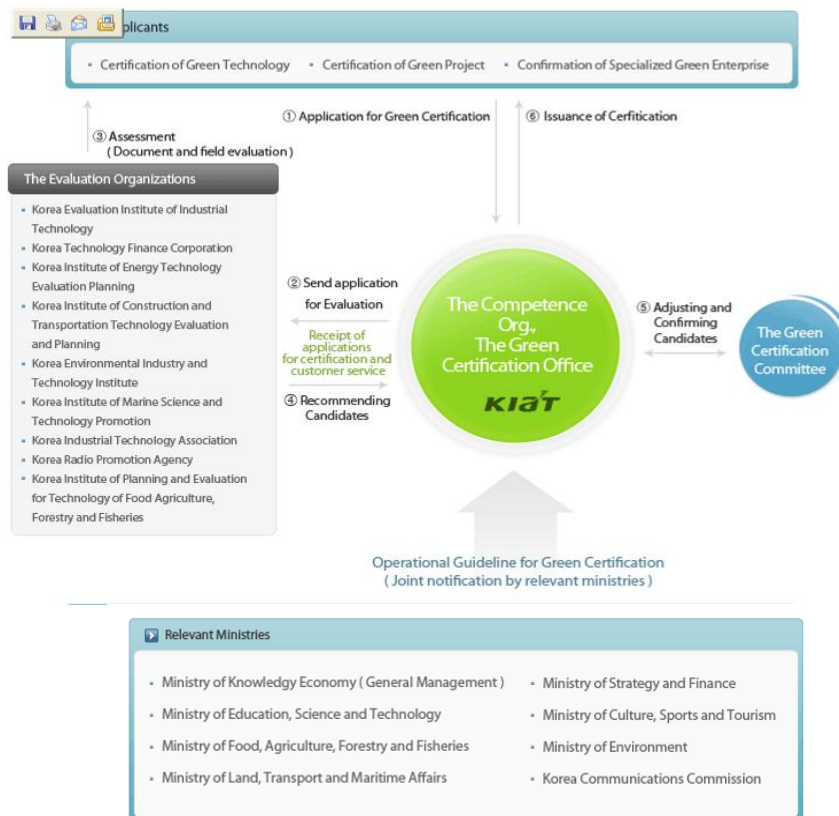 plicants
Certification of Green Technology
Certification of Green Project
Confirmation of Specialized Green Enterprise
① Application for Green Certification
⑥ Issuance of Cerfitication
③ Assessment
( Document and field evaluation )
The Evaluation Organizations
Korea Evaluation Institute of Industrial
Technology
Korea Technology Finance Corporation
Korea Institute of Energy Technology
Evaluation Planning
Korea Institute of Construction and
Transportation Technology Evaluation
and Planning
Korea Environmental Industry and
Technology Institute
Korea Institute of Marine Science and
Technology Promotion
Korea Industrial Technology Association
Korea Radio Promotion Agency
Korea Institute of Planning and Evaluation
for Technology of Food Agriculture,
Forestry and Fisheries
② Send application
for Evaluation
Receipt of
applications
for certification and
customer service
④ Recommending
Candidates
The Competence
Org.,
The Green
Certification Office
KIAT
⑤ Adjusting and
Confirming
Candidates
The Green
Certification
Committee
Operational Guideline for Green Certification
( Joint notification by relevant ministries )
Relevant Ministries
Ministry of Knowledge Economy ( General Management )
Ministry of Education, Science and Technology
Ministry of Food, Agriculture, Forestry and Fisheries
Ministry of Land, Transport and Maritime Affairs
Ministry of Strategy and Finance
Ministry of Culture, Sports and Tourism
Ministry of Environment
Korea Communications Commission